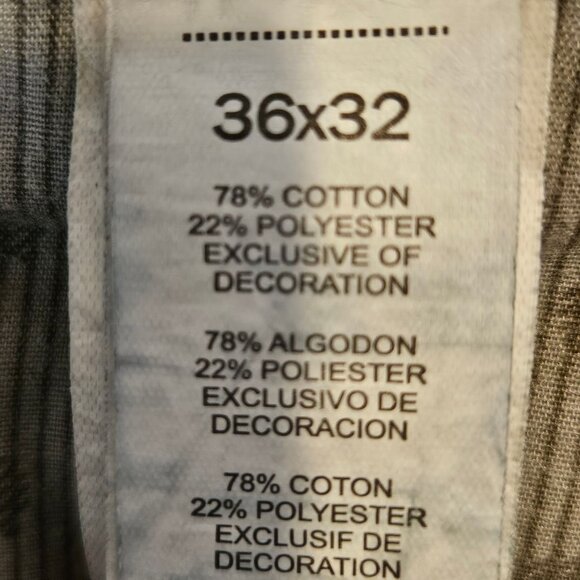 36x32
78% COTTON
22% POLYESTER
EXCLUSIVE OF
DECORATION
78% ALGODON
22% POLIESTER
EXCLUSIVO DE
DECORACION
78% COTON
22% POLYESTER
EXCLUSIF DE
DECORATION